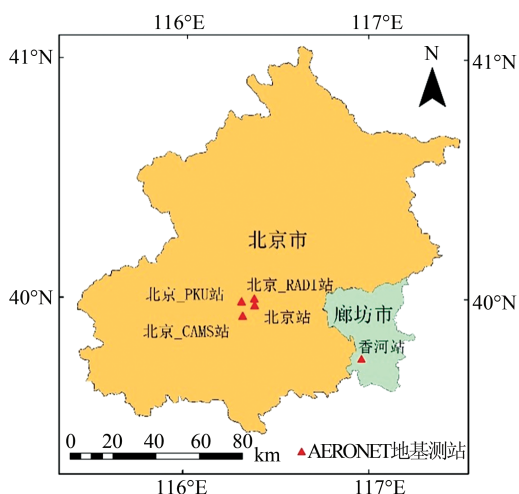 116°E 117°E
41°N
41°N
N
北京市
北京_PKU站
北京_RADI站
40°N
40°N
北京站
廊坊市
北京_CAMS站
香河站
0 20 40 60 80
km
AERONET地基测站
116°E 117°E